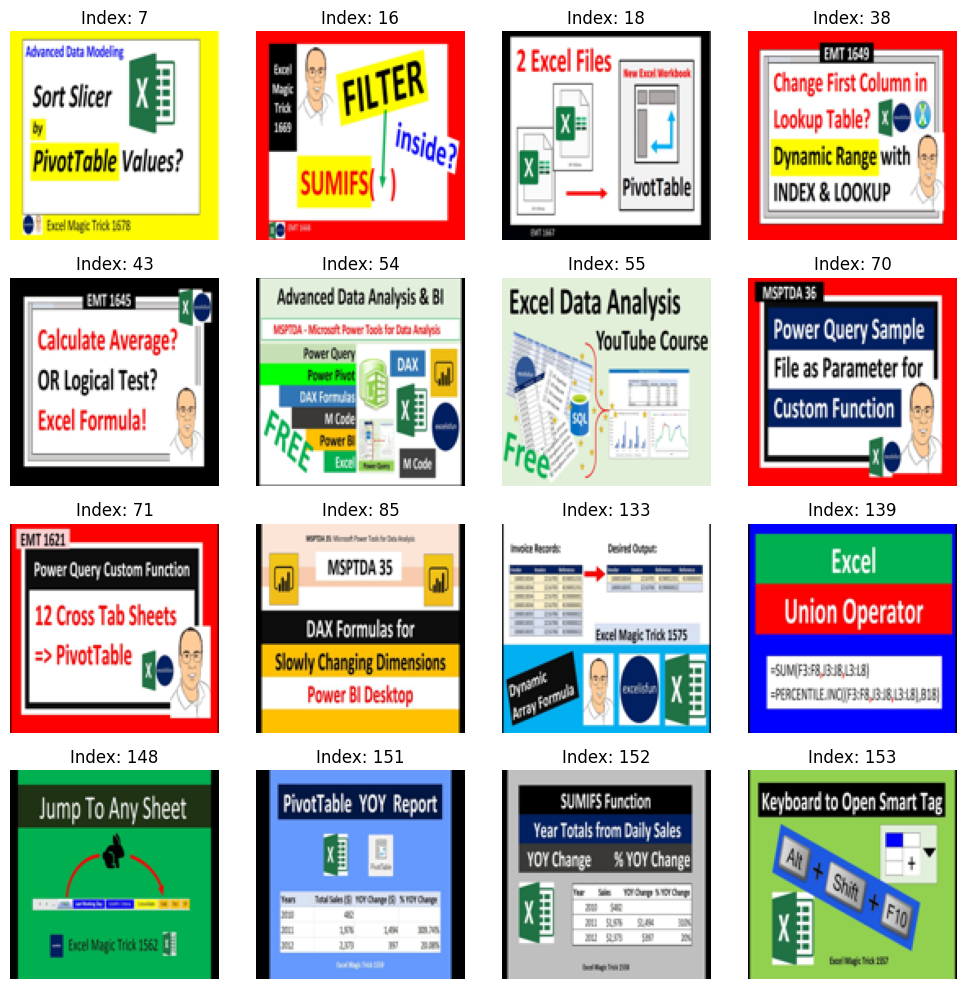 Index: 7
Advanced Data Modeling
Sort Slicer
by
PivotTable Values?
Excel Magic Trick 1678
Index: 16
Excel
Magic
Trick
1669
FILTER
inside?
SUMIFS( )
EMT 1668
Index: 18
2 Excel Files
New Excel Workbook
PivotTable
EMT 1667
Index: 38
EMT 1649
Change First Column in
Lookup Table?
Dynamic Range with
INDEX & LOOKUP
Index: 43
EMT 1645
Calculate Average?
OR Logical Test?
Excel Formula!
Index: 54
Advanced Data Analysis & BI
MSPTDA - Microsoft Power Tools for Data Analysis
Power Query
Power Pivot
DAX Formulas
M Code
Power BI
Excel
FREE
DAX
excelisfun
Power Query
M Code
Index: 55
Excel Data Analysis
YouTube Course
SQL
Free
Index: 70
MSPTDA 36
Power Query Sample
File as Parameter for
Custom Function
Index: 71
EMT 1621
Power Query Custom Function
12 Cross Tab Sheets
=> PivotTable
Index: 85
MSPTDA 35: Microsoft Power Tools for Data Analysis
MSPTDA 35
DAX Formulas for
Slowly Changing Dimensions
Power BI Desktop
Index: 133
Invoice Records:
Desired Output:
Vendor Invoice Reference
Vendor Invoice Reference
Excel Magic Trick 1575
Dynamic
Array Formula
excelisfun
Index: 139
Excel
Union Operator
=SUM(F3:F8,J3:J8,L3:L8)
=PERCENTILE.INC((F3:F8,J3:J8,L3:L8),B18)
Index: 148
Jump To Any Sheet
Excel Magic Trick 1562
Index: 151
PivotTable YOY Report
PivotTable
Years Total Sales ($) YOY Change ($) % YOY Change
2010 482
2011 1,976 1,494 309.74%
2012 2,373 397 20.08%
Excel Magic Trick 1559
Index: 152
SUMIFS Function
Year Totals from Daily Sales
YOY Change % YOY Change
Year Sales YOY Change % YOY Change
2010 $482
2011 $1,976 $1,494 310%
2012 $2,373 $397 20%
Excel Magic Trick 1558
Index: 153
Keyboard to Open Smart Tag
Alt + Shift + F10
Excel Magic Trick 1557